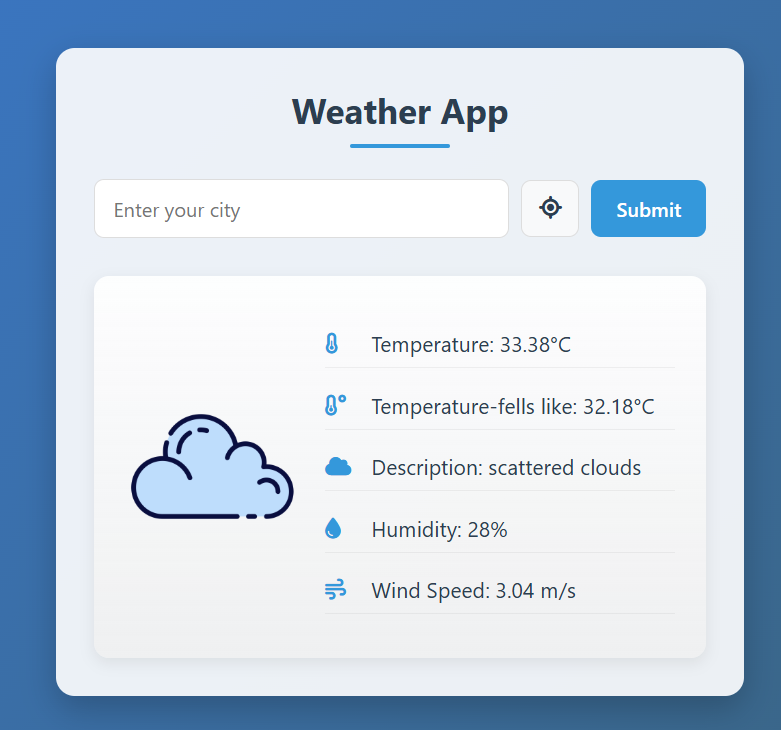 Weather App
Enter your city
Submit
Temperature: 33.38°C
Temperature-fells like: 32.18°C
Description: scattered clouds
Humidity: 28%
Wind Speed: 3.04 m/s